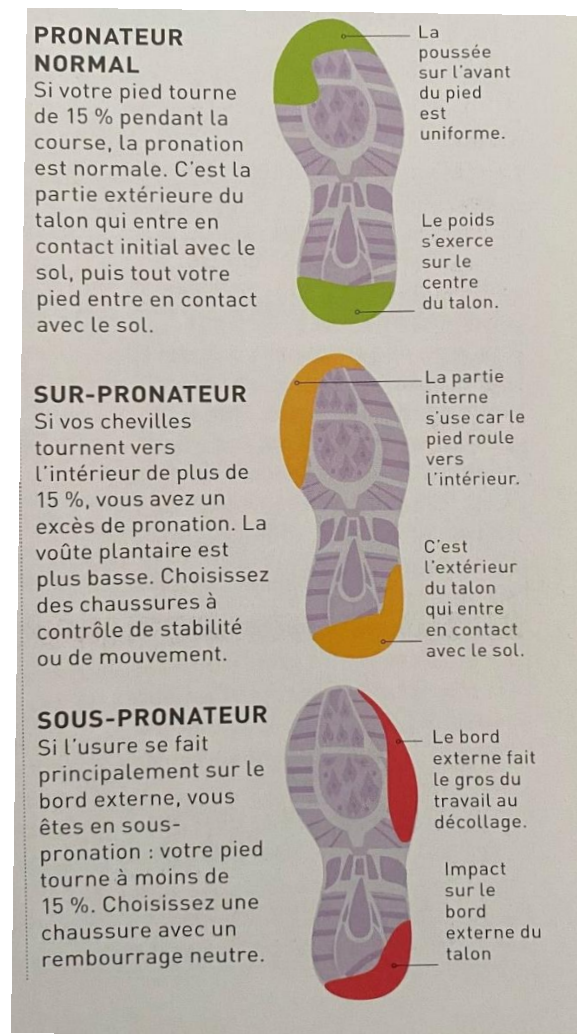 PRONATEUR
NORMAL
Si votre pied tourne
de 15 % pendant la
course, la pronation
est normale. C'est la
partie extérieure du
talon qui entre en
contact initial avec le
sol, puis tout votre
pied entre en contact
avec le sol.
La
poussée
sur l'avant
du pied
est
uniforme.
Le poids
s'exerce
sur le
centre
du talon.
SUR-PRONATEUR
Si vos chevilles
tournent vers
l'intérieur de plus de
15 %, vous avez un
excès de pronation. La
voûte plantaire est
plus basse. Choisissez
des chaussures à
contrôle de stabilité
ou de mouvement.
La partie
interne
s'use car le
pied roule
vers
l'intérieur.
C'est
l'extérieur
du talon
qui entre
en contact
avec le sol.
SOUS-PRONATEUR
Si l'usure se fait
principalement sur le
bord externe, vous
êtes en sous-
pronation : votre pied
tourne à moins de
15 %. Choisissez une
chaussure avec un
rembourrage neutre.
Le bord
externe fait
le gros du
travail au
décollage.
Impact
sur le
bord
externe du
talon